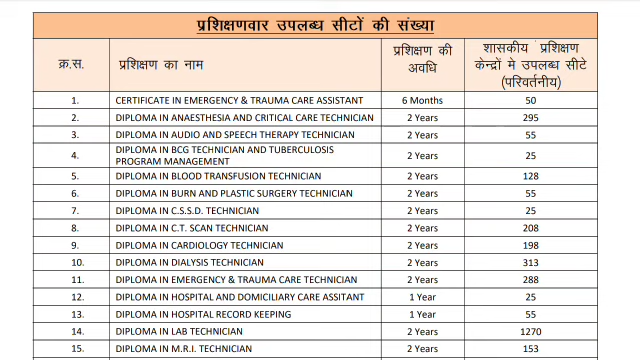 प्रशिक्षणवार उपलब्ध सीटों की संख्या
क्र.स. प्रशिक्षण का नाम प्रशिक्षण की अवधि शासकीय प्रशिक्षण केन्द्रों मे उपलब्ध सीटे (परिवर्तनीय)
1. CERTIFICATE IN EMERGENCY & TRAUMA CARE ASSISTANT 6 Months 50
2. DIPLOMA IN ANAESTHESIA AND CRITICAL CARE TECHNICIAN 2 Years 295
3. DIPLOMA IN AUDIO AND SPEECH THERAPY TECHNICIAN 2 Years 55
4. DIPLOMA IN BCG TECHNICIAN AND TUBERCULOSIS PROGRAM MANAGEMENT 2 Years 25
5. DIPLOMA IN BLOOD TRANSFUSION TECHNICIAN 2 Years 128
6. DIPLOMA IN BURN AND PLASTIC SURGERY TECHNICIAN 2 Years 55
7. DIPLOMA IN C.S.S.D. TECHNICIAN 2 Years 25
8. DIPLOMA IN C.T. SCAN TECHNICIAN 2 Years 208
9. DIPLOMA IN CARDIOLOGY TECHNICIAN 2 Years 198
10. DIPLOMA IN DIALYSIS TECHNICIAN 2 Years 313
11. DIPLOMA IN EMERGENCY & TRAUMA CARE TECHNICIAN 2 Years 288
12. DIPLOMA IN HOSPITAL AND DOMICILIARY CARE ASSITANT 1 Year 25
13. DIPLOMA IN HOSPITAL RECORD KEEPING 1 Year 55
14. DIPLOMA IN LAB TECHNICIAN 2 Years 1270
15. DIPLOMA IN M.R.I. TECHNICIAN 2 Years 153